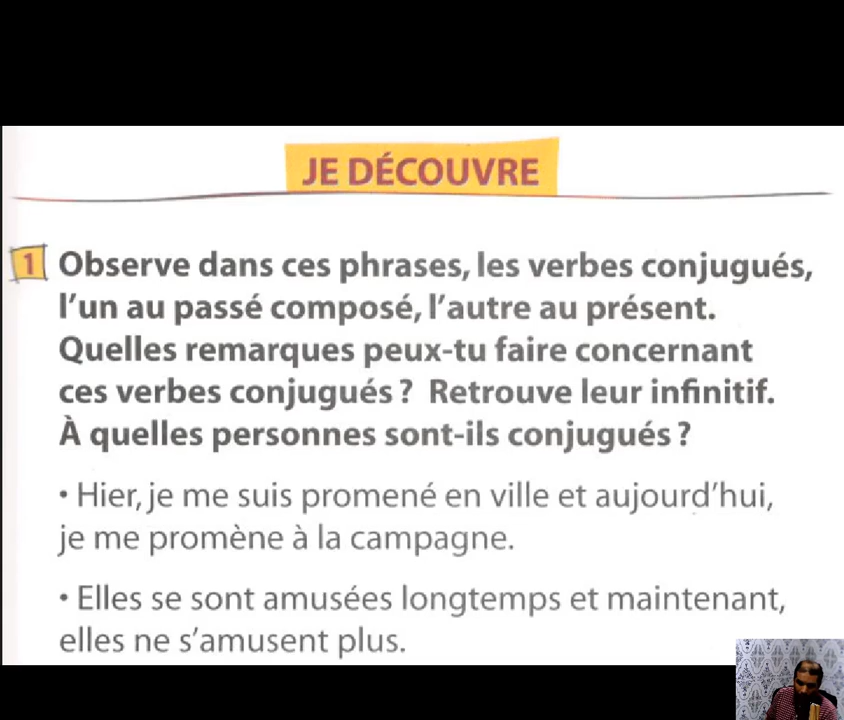 JE DÉCOUVRE
1 Observe dans ces phrases, les verbes conjugués,
l'un au passé composé, l'autre au présent.
Quelles remarques peux-tu faire concernant
ces verbes conjugués ? Retrouve leur infinitif.
À quelles personnes sont-ils conjugués ?
• Hier, je me suis promené en ville et aujourd'hui,
je me promène à la campagne.
• Elles se sont amusées longtemps et maintenant,
elles ne s'amusent plus.